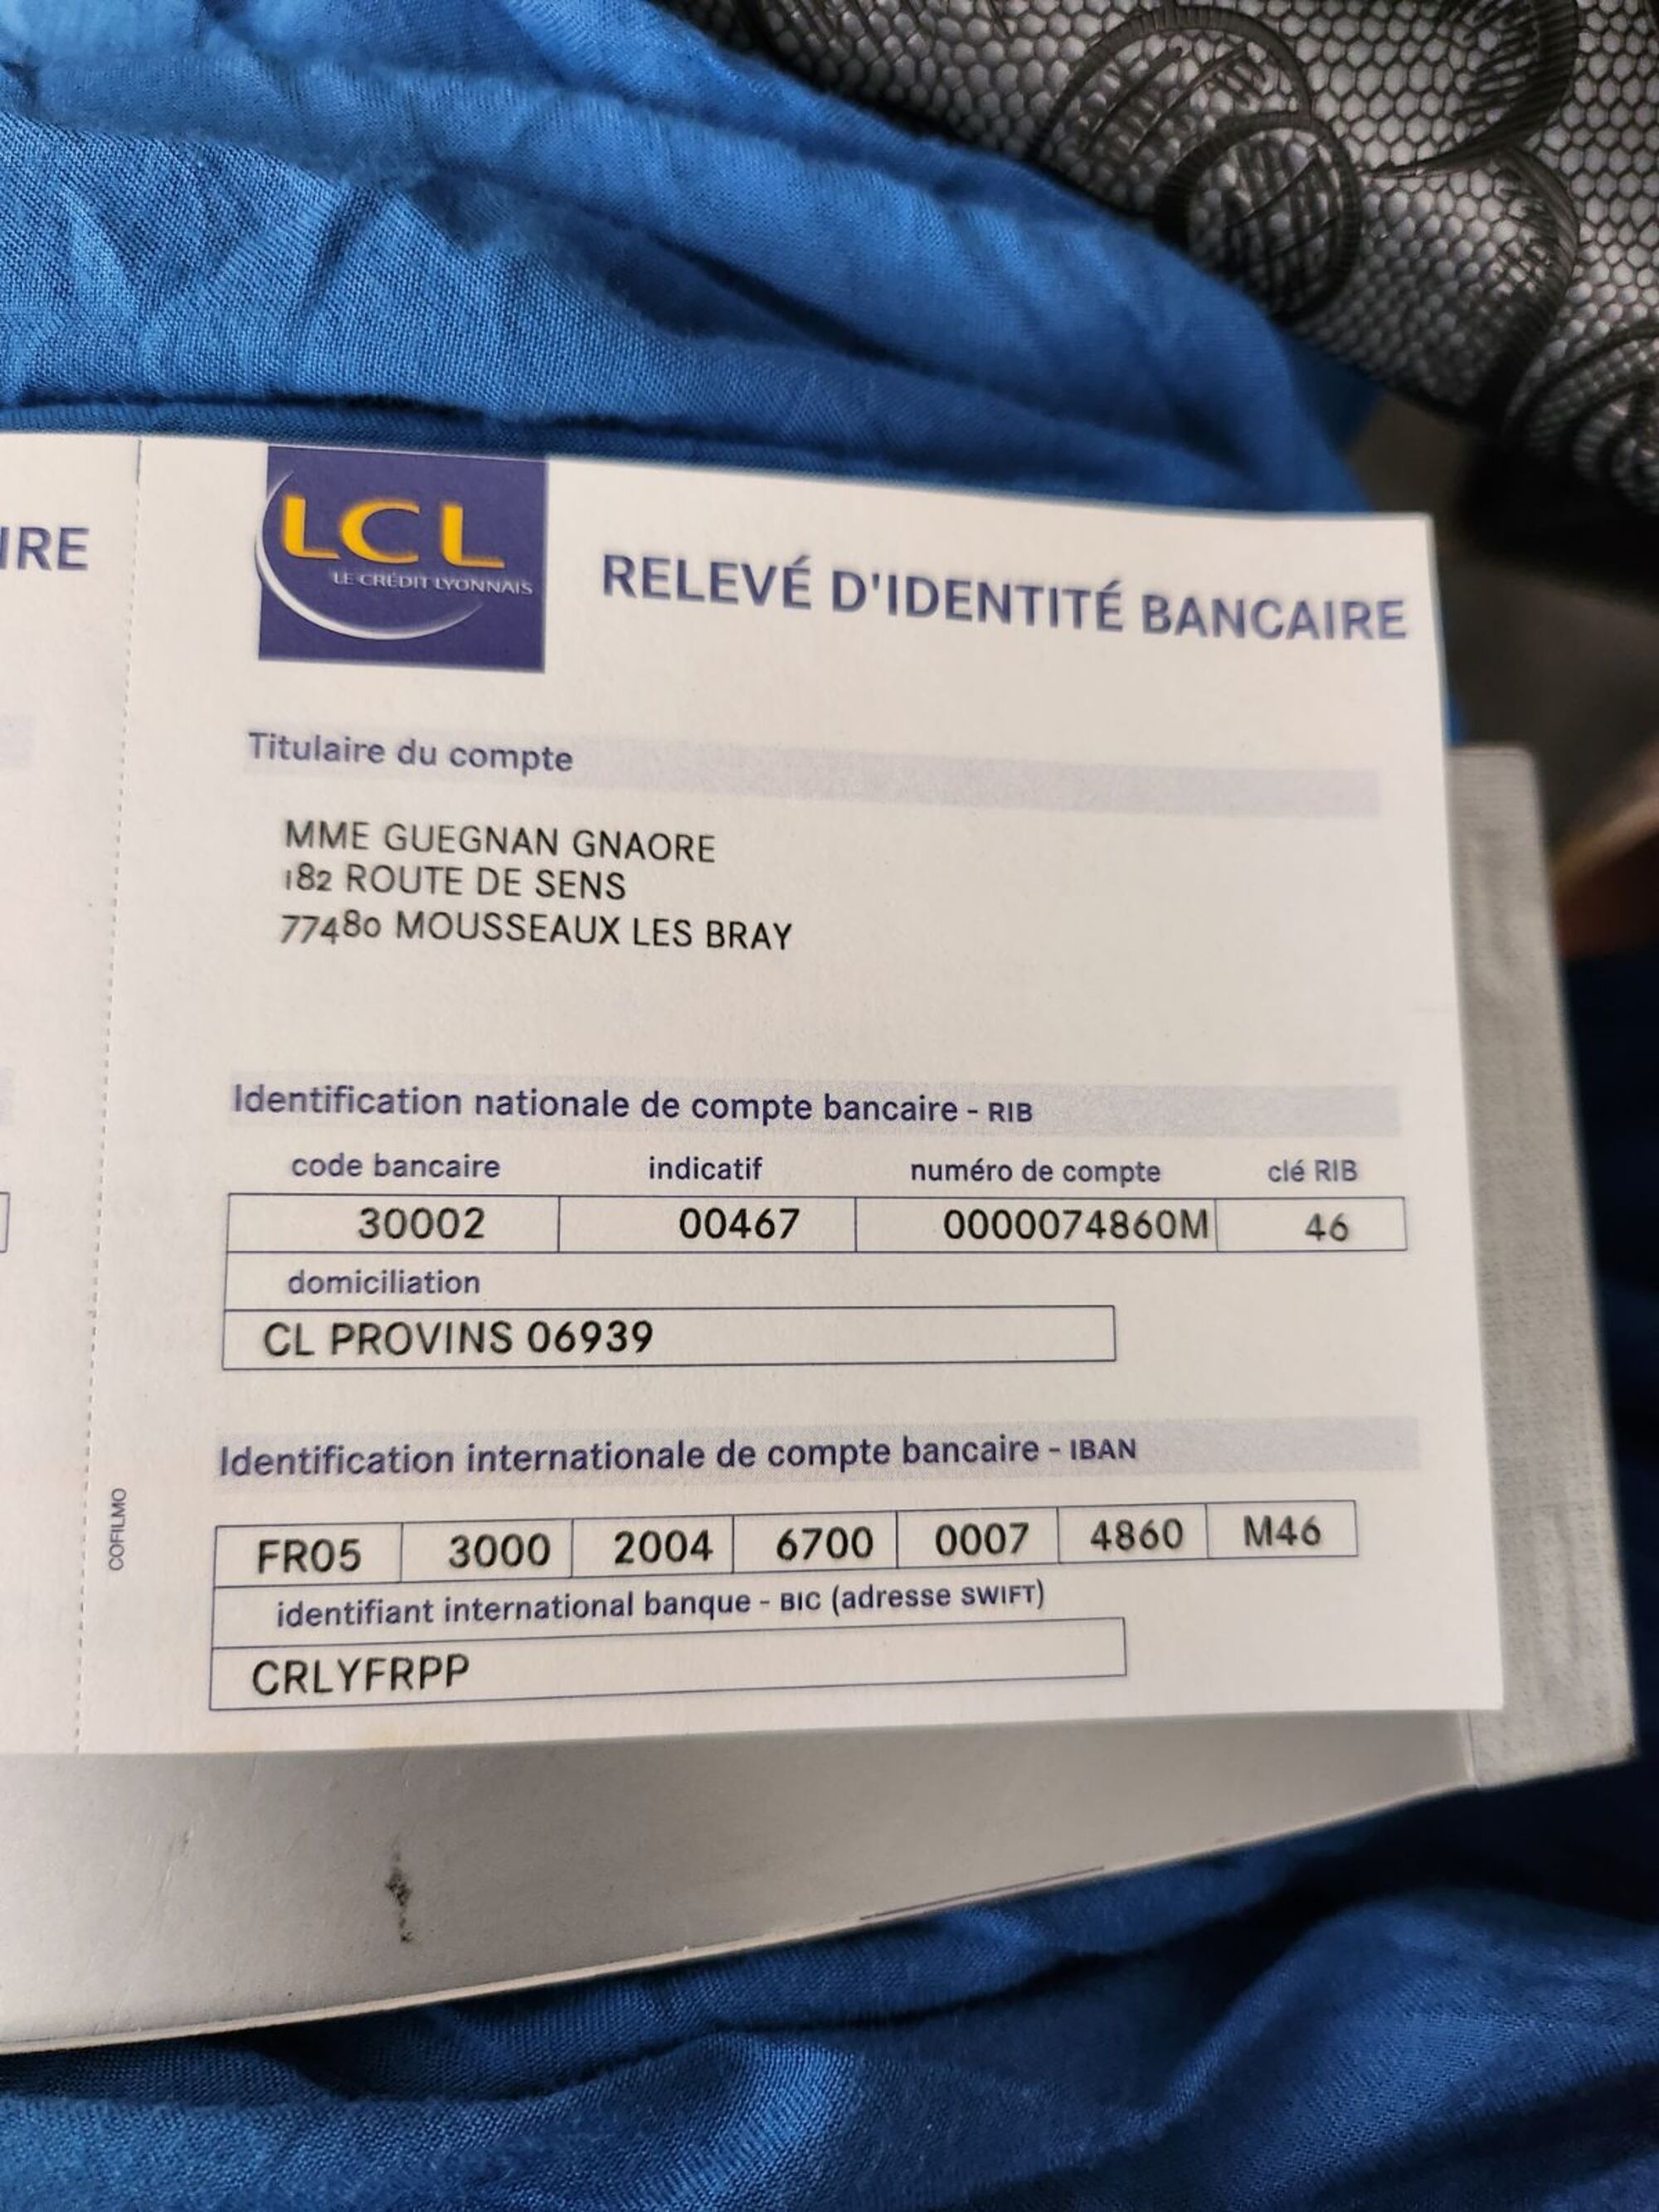 IRE
LCL
LE CRÉDIT LYONNAIS
RELEVÉ D'IDENTITÉ BANCAIRE
Titulaire du compte
MME GUEGNAN GNAORE
182 ROUTE DE SENS
77480 MOUSSEAUX LES BRAY
Identification nationale de compte bancaire - RIB
code bancaire indicatif numéro de compte clé RIB
30002 00467 0000074860M 46
domiciliation
CL PROVINS 06939
Identification internationale de compte bancaire - IBAN
FR05 3000 2004 6700 0007 4860 M46
identifiant international banque - BIC (adresse SWIFT)
CRLYFRPP
COFILMO